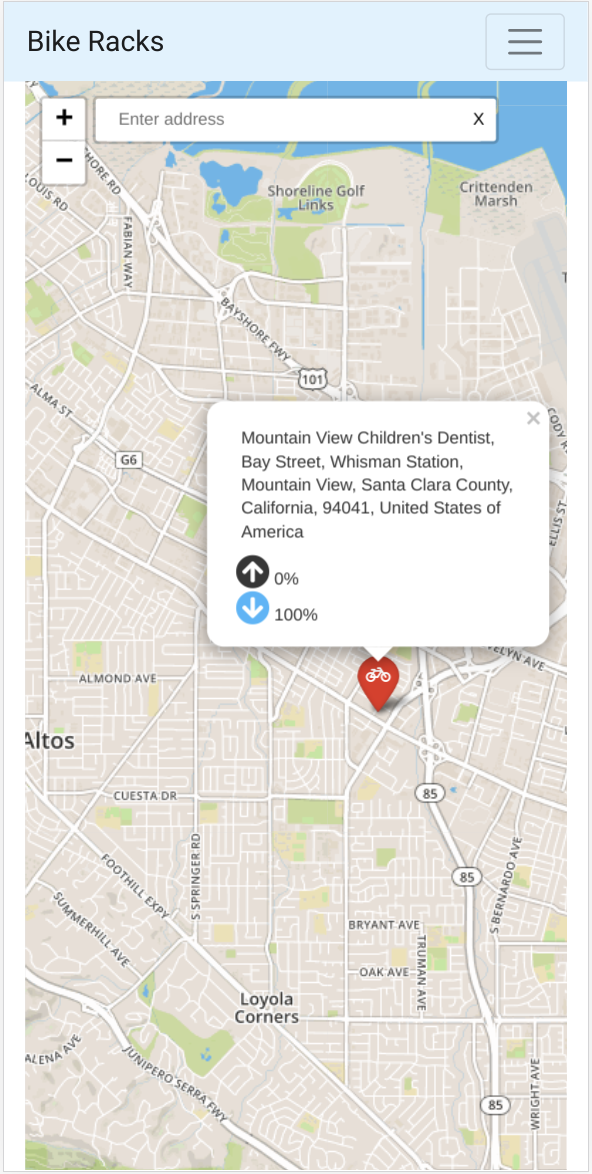 Bike Racks
+
Enter address
X
−
SHORE RD
LOUIS RD
FABIAN WAY
Shoreline Golf
Links
Crittenden
Marsh
T
BAYSHORE FWY
101
ALMA ST
G6
CODY R
ELLIS ST
×
Mountain View Children's Dentist,
Bay Street, Whisman Station,
Mountain View, Santa Clara County,
California, 94041, United States of
America
0%
100%
ELYN AVE
ALMOND AVE
Altos
CUESTA DR
85
S SPRINGER RD
FOOTHILL EXPY
85
S BERNARDO AVE
SUMMERHILL AVE
BRYANT AVE
TRUMAN AVE
OAK AVE
Loyola
Corners
ALENA AVE
JUNIPERO SERRA FWY
WRIGHT AVE
85